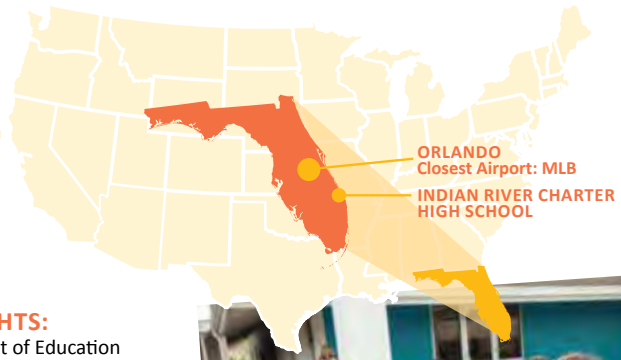 ORLANDO
Closest Airport: MLB
INDIAN RIVER CHARTER
HIGH SCHOOL
HTS:
t of Education